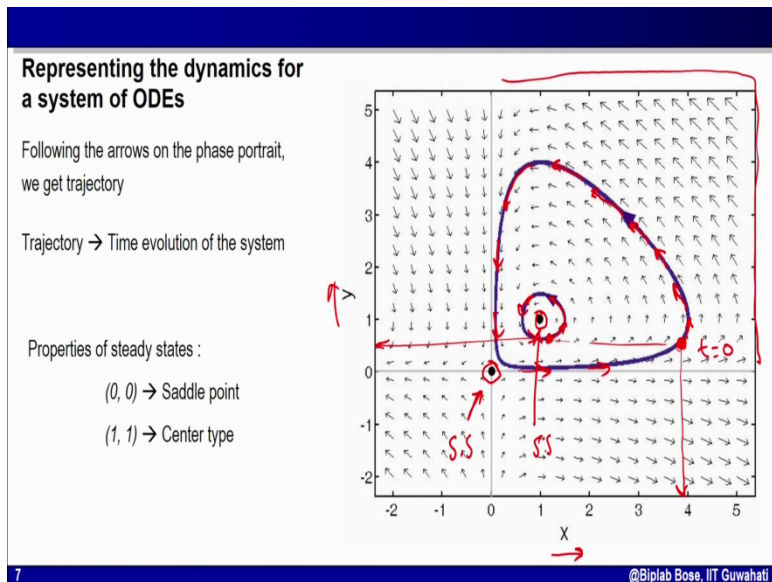 Representing the dynamics for
a system of ODEs
Following the arrows on the phase portrait,
we get trajectory
Trajectory → Time evolution of the system
Properties of steady states :
(0, 0) → Saddle point
(1, 1) → Center type
5
4
3
2
1
0
-1
-2
y
t=0
S.S
S.S
-2 -1 0 1 2 3 4 5
X
7
@Biplab Bose, IIT Guwahati